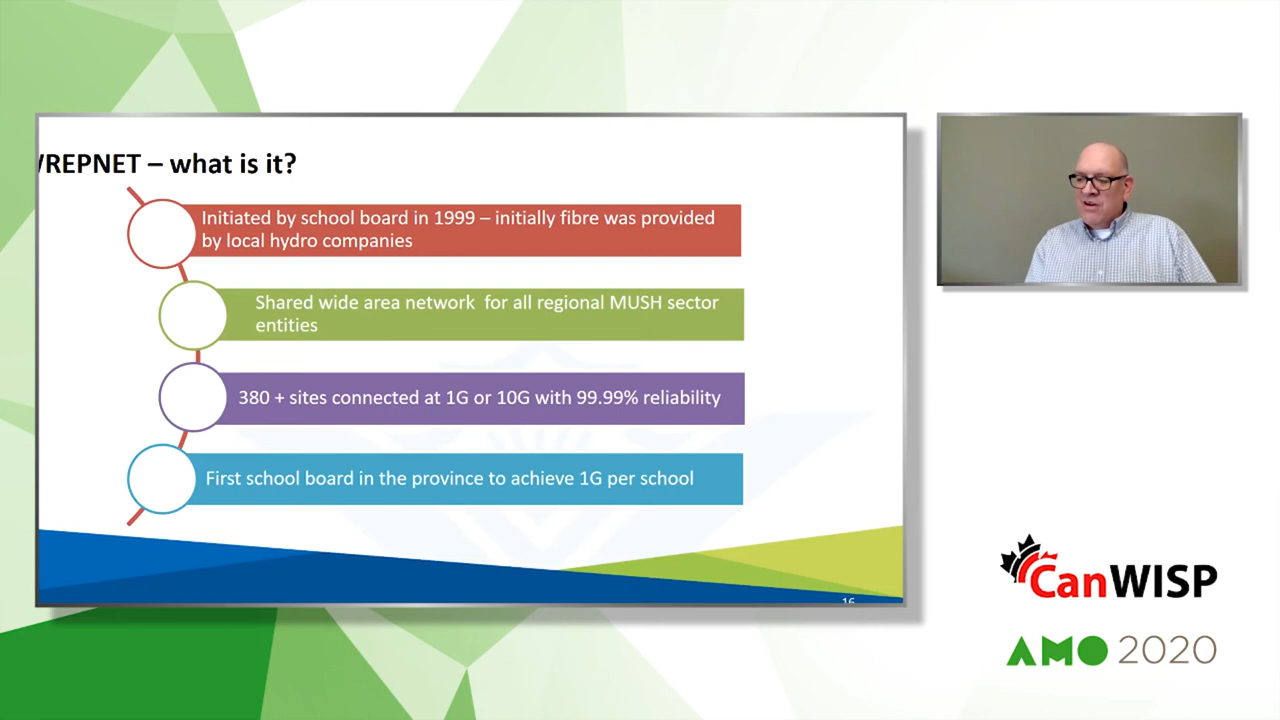 WREPNET – what is it?
Initiated by school board in 1999 – initially fibre was provided
by local hydro companies
Shared wide area network for all regional MUSH sector
entities
380 + sites connected at 1G or 10G with 99.99% reliability
First school board in the province to achieve 1G per school
16
CanWISP
AMO 2020